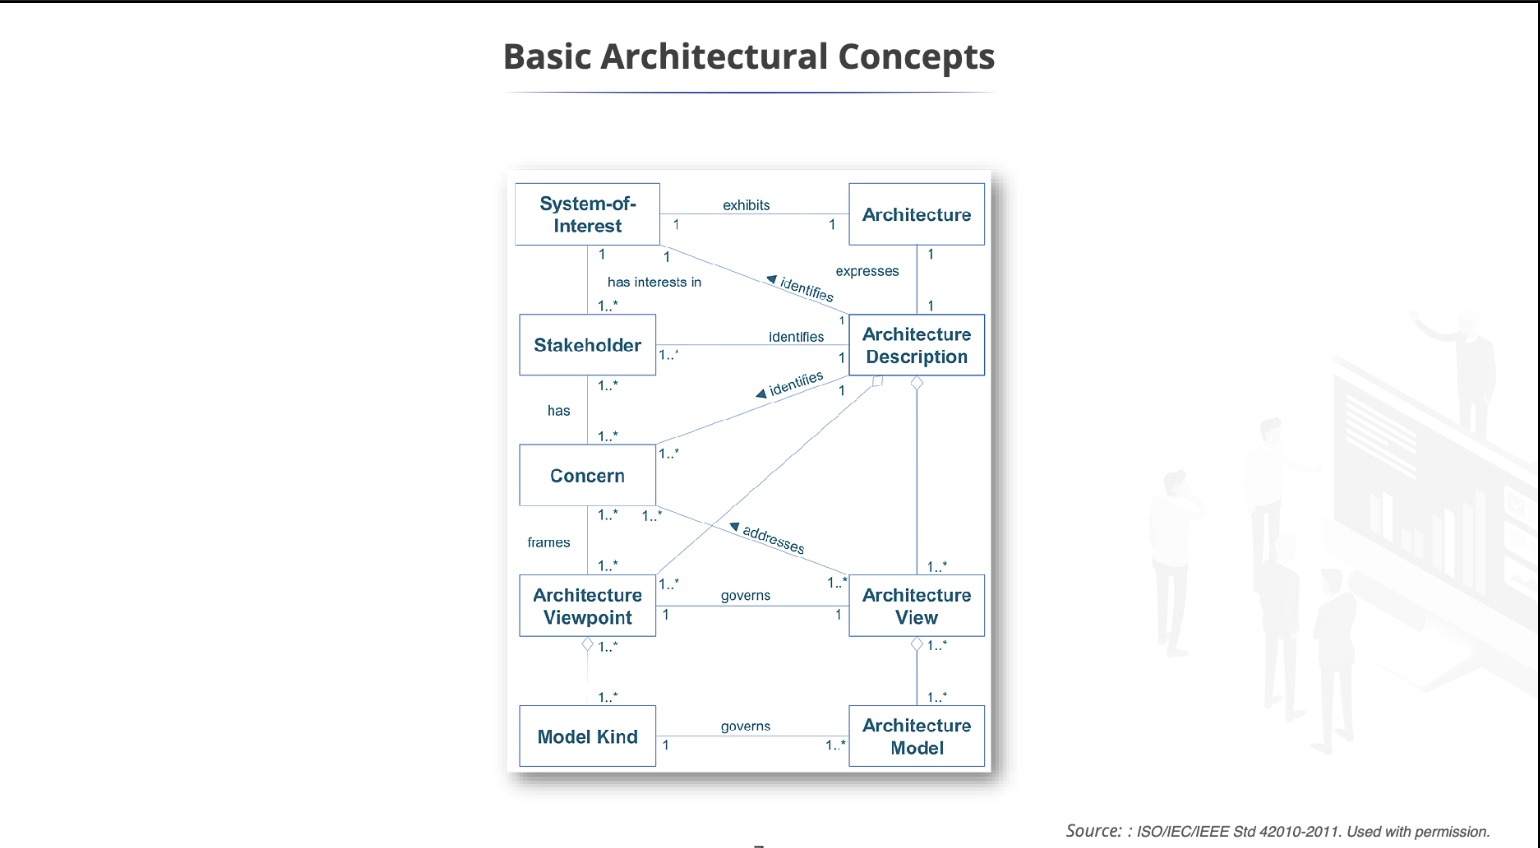 Basic Architectural Concepts
System-of-
Interest
exhibits
1
1
Architecture
1
1
1
has interests in
identifies
expresses
1..*
1
1
Stakeholder
identifies
Architecture
Description
1..*
1
1..*
identifies
1
has
1..*
1..*
Concern
1..*
1..*
addresses
frames
1..*
1..*
1..*
1..*
Architecture
Viewpoint
governs
1
1
Architecture
View
1..*
1..*
1..*
1..*
Model Kind
governs
1
1..*
Architecture
Model
Source: : ISO/IEC/IEEE Std 42010-2011. Used with permission.